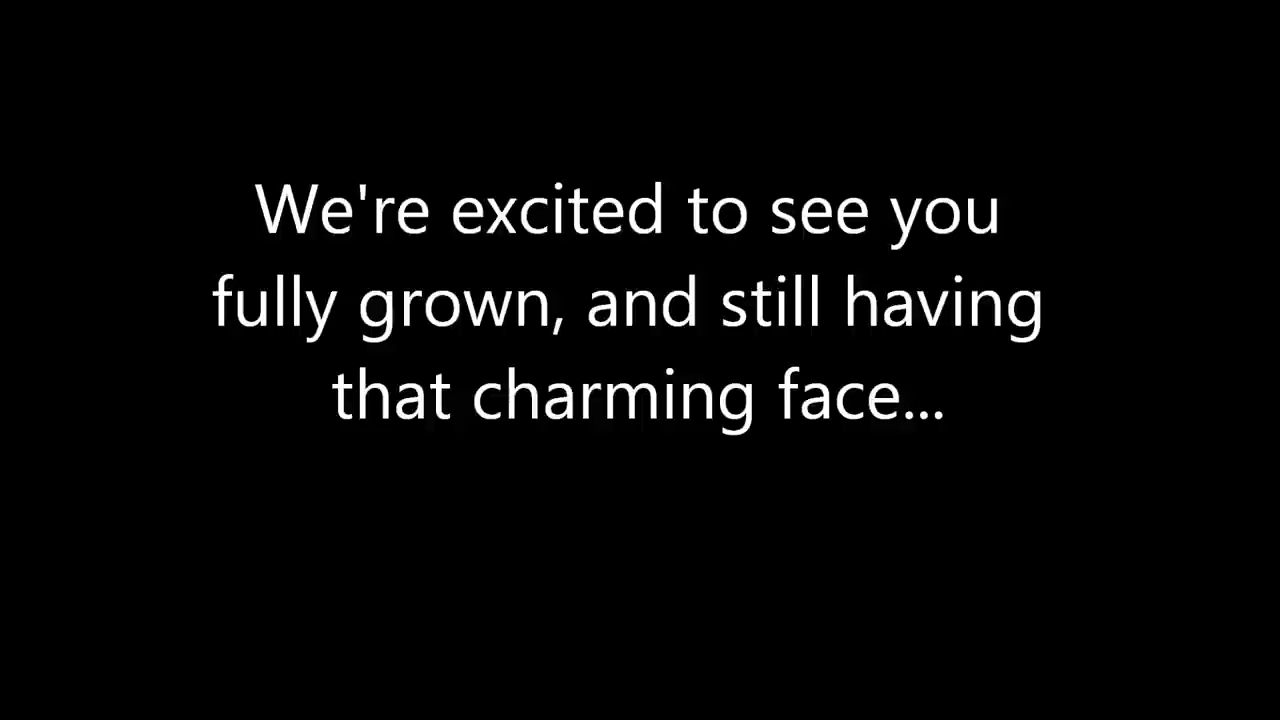 We're excited to see you
fully grown, and still having
that charming face...